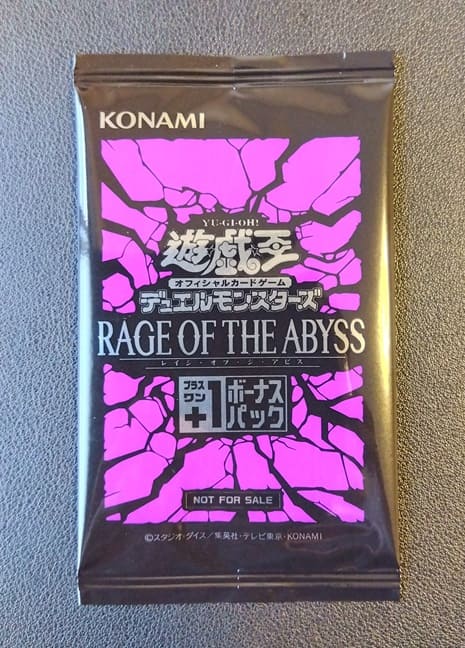 KONAMI
YU-GI-OH!
遊戯王
オフィシャルカードゲーム
デュエルモンスターズ
RAGE OF THE ABYSS
レイジ・オブ・ジ・アビス
プラス
ワン
+1
ボーナス
パック
NOT FOR SALE
©スタジオ・ダイス/集英社・テレビ東京・KONAMI